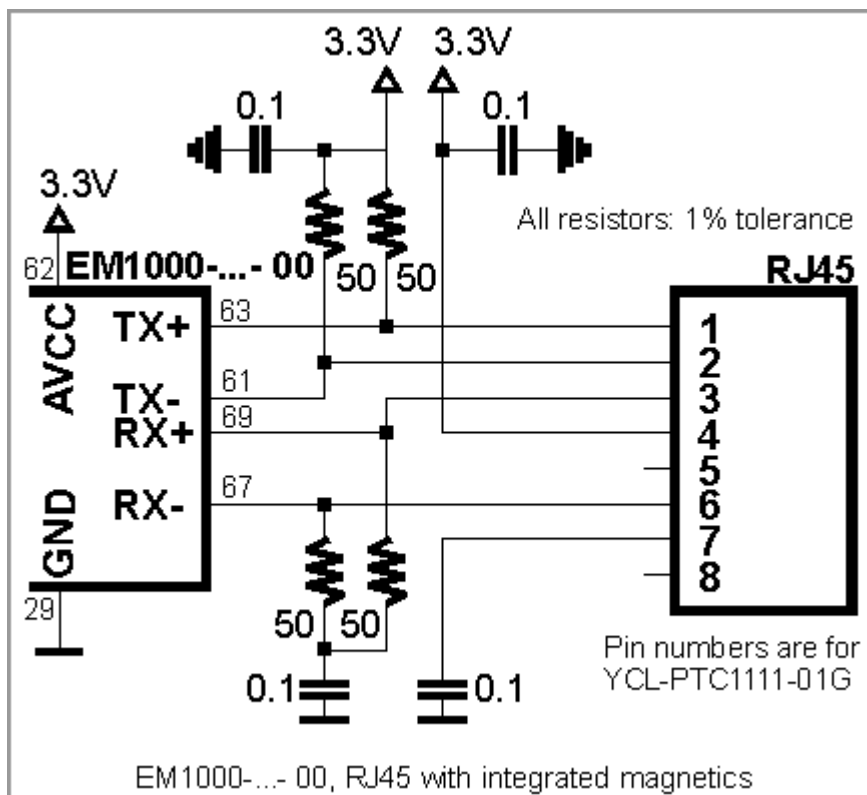 3.3V 3.3V
0.1 0.1
3.3V
All resistors: 1% tolerance
62 EM1000-...- 00 RJ45
50 50
AVCC
TX+ 63 1
2
TX- 61 3
RX+ 69 4
5
RX- 67 6
7
GND
8
29
50 50
Pin numbers are for
YCL-PTC1111-01G
0.1 0.1
EM1000-...- 00, RJ45 with integrated magnetics